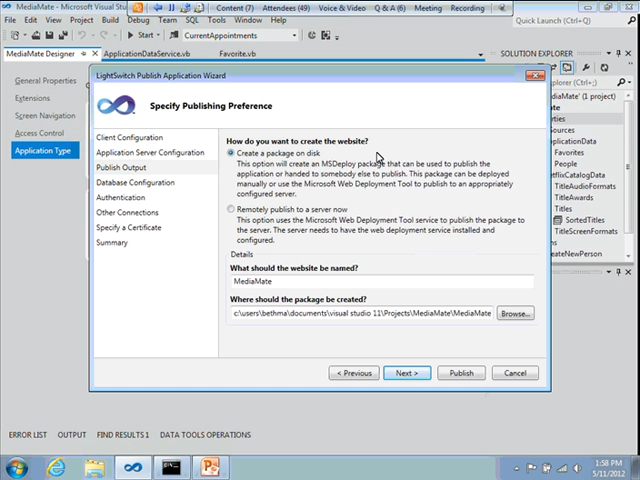 MediaMate - Microsoft Visual Stu
Content (7)
Attendees (49)
Voice & Video
Q & A (6)
Meeting
Recording
File
Edit
View
Project
Build
Debug
Team
SQL
Tools
Test
Window
Quick Launch (Ctrl+Q)
Start
CurrentAppointments
MediaMate Designer
ApplicationDataService.vb
Favorite.vb
SOLUTION EXPLORER
General Properties
Extensions
Screen Navigation
Access Control
Application Type
LightSwitch Publish Application Wizard
Specify Publishing Preference
Client Configuration
Application Server Configuration
Publish Output
Database Configuration
Authentication
Other Connections
Specify a Certificate
Summary
How do you want to create the website?
Create a package on disk
This option will create an MSDeploy package that can be used to publish the
application or handed to somebody else to publish. This package can be deployed
manually or use the Microsoft Web Deployment Tool to publish to an appropriately
configured server.
Remotely publish to a server now
This option uses the Microsoft Web Deployment Tool service to publish the package to
the server. The server needs to have the web deployment service installed and
configured.
Details
What should the website be named?
MediaMate
Where should the package be created?
c:\users\bethma\documents\visual studio 11\Projects\MediaMate\MediaMate
Browse...
< Previous
Next >
Publish
Cancel
ediaMate' (1 project)
ate
erties
ources
pplicationData
Favorites
People
etflixCatalogData
TitleAudioFormats
TitleAwards
Titles
SortedTitles
TitleScreenFormats
reateNewPerson
ERROR LIST
OUTPUT
FIND RESULTS 1
DATA TOOLS OPERATIONS
1:58 PM
5/11/2012